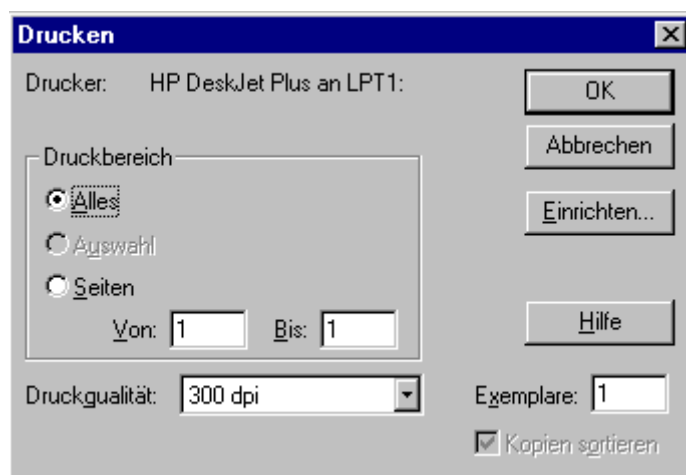 Drucken
Drucker: HP DeskJet Plus an LPT1:
OK
Abbrechen
Druckbereich
Alles
Einrichten...
Auswahl
Seiten
Von: 1 Bis: 1
Hilfe
Druckqualität: 300 dpi
Exemplare: 1
Kopien sortieren